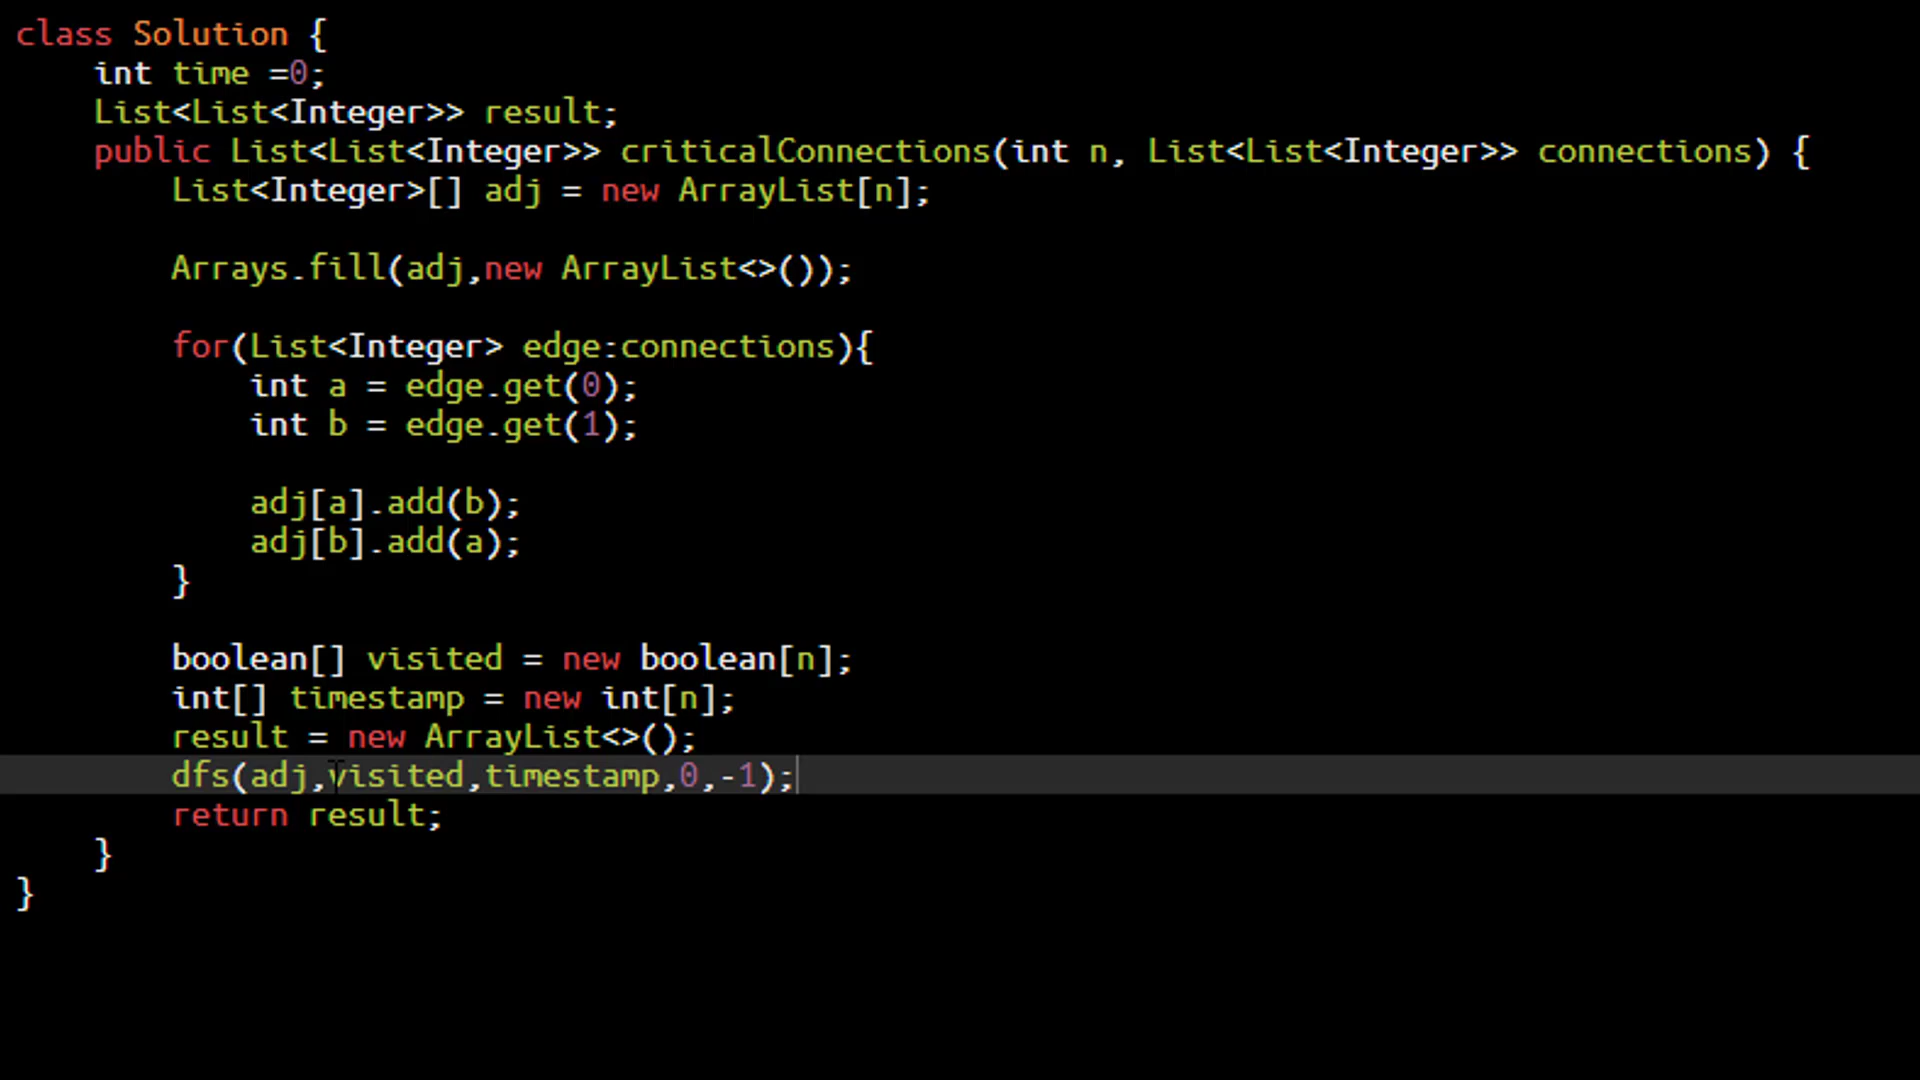 class Solution {
    int time =0;
    List<List<Integer>> result;
    public List<List<Integer>> criticalConnections(int n, List<List<Integer>> connections) {
        List<Integer>[] adj = new ArrayList[n];
        Arrays.fill(adj,new ArrayList<>());
        for(List<Integer> edge:connections){
            int a = edge.get(0);
            int b = edge.get(1);
            adj[a].add(b);
            adj[b].add(a);
        }
        boolean[] visited = new boolean[n];
        int[] timestamp = new int[n];
        result = new ArrayList<>();
        dfs(adj,visited,timestamp,0,-1);
        return result;
    }
}